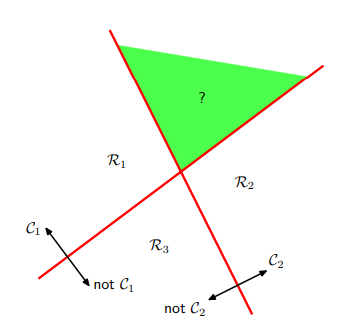 ?
ℛ₁
ℛ₂
𝒞₁
ℛ₃
𝒞₂
not 𝒞₁
not 𝒞₂